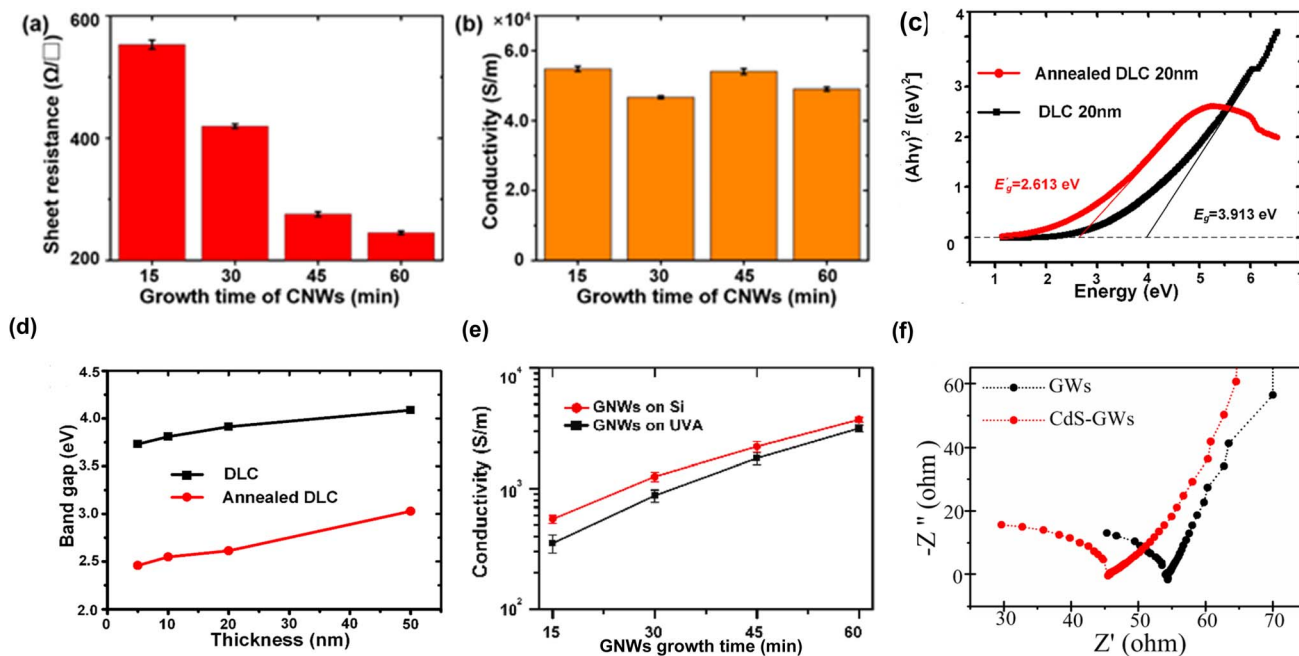 (a)
600
400
200
Sheet resistance (Ω/□)
15 30 45 60
Growth time of CNWs (min)
(b)
×10⁴
6.0
4.0
2.0
0
Conductivity (S/m)
15 30 45 60
Growth time of CNWs (min)
(c)
4
3
2
1
0
(Ahγ)² [(eV)²]
Annealed DLC 20nm
DLC 20nm
E'g=2.613 eV
Eg=3.913 eV
0 1 2 3 4 5 6 7
Energy (eV)
(d)
4.5
4.0
3.75
3.0
2.5
2.0
Band gap (eV)
DLC
Annealed DLC
0 10 20 30 40 50
Thickness (nm)
(e)
10⁴
10³
10²
Conductivity (S/m)
10⁴
GNWs on Si
GNWs on UVA
15 30 45 60
GNWs growth time (min)
(f)
60
40
20
0
-Z" (ohm)
GWs
CdS-GWs
30 40 50 60 70
Z' (ohm)